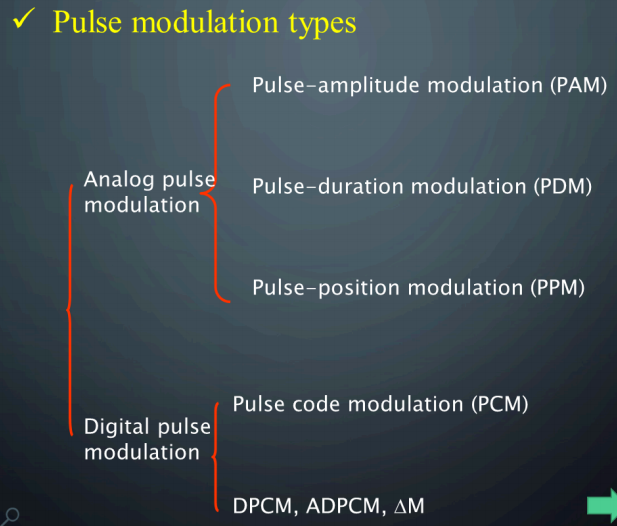 ✓ Pulse modulation types
Pulse-amplitude modulation (PAM)
Analog pulse
modulation
Pulse-duration modulation (PDM)
Pulse-position modulation (PPM)
Pulse code modulation (PCM)
Digital pulse
modulation
DPCM, ADPCM, ΔM